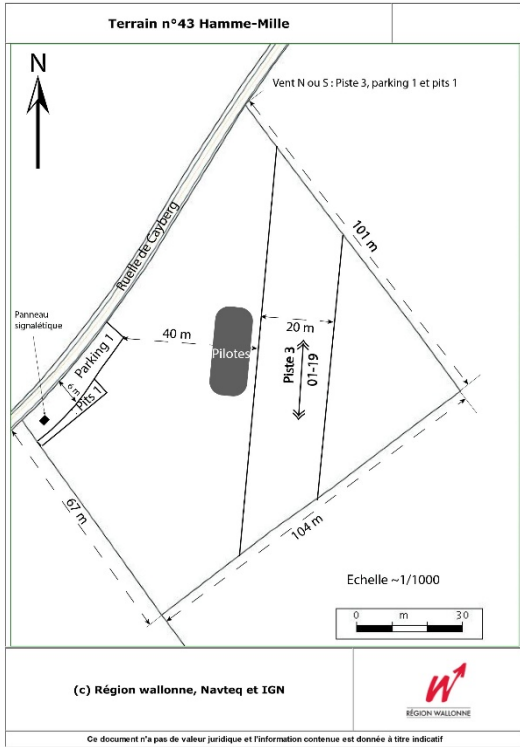 Terrain n°43 Hamme-Mille
N
Vent N ou S : Piste 3, parking 1 et pits 1
Ruelle de Cayberg
101 m
Panneau
signalétique
Parking 1
6 m
Pits 1
40 m
Pilotes
20 m
Piste 3
01-19
67 m
104 m
Echelle ~1/1000
0 m 30
(c) Région wallonne, Navteq et IGN
W
RÉGION WALLONNE
Ce document n'a pas de valeur juridique et l'information contenue est donnée à titre indicatif